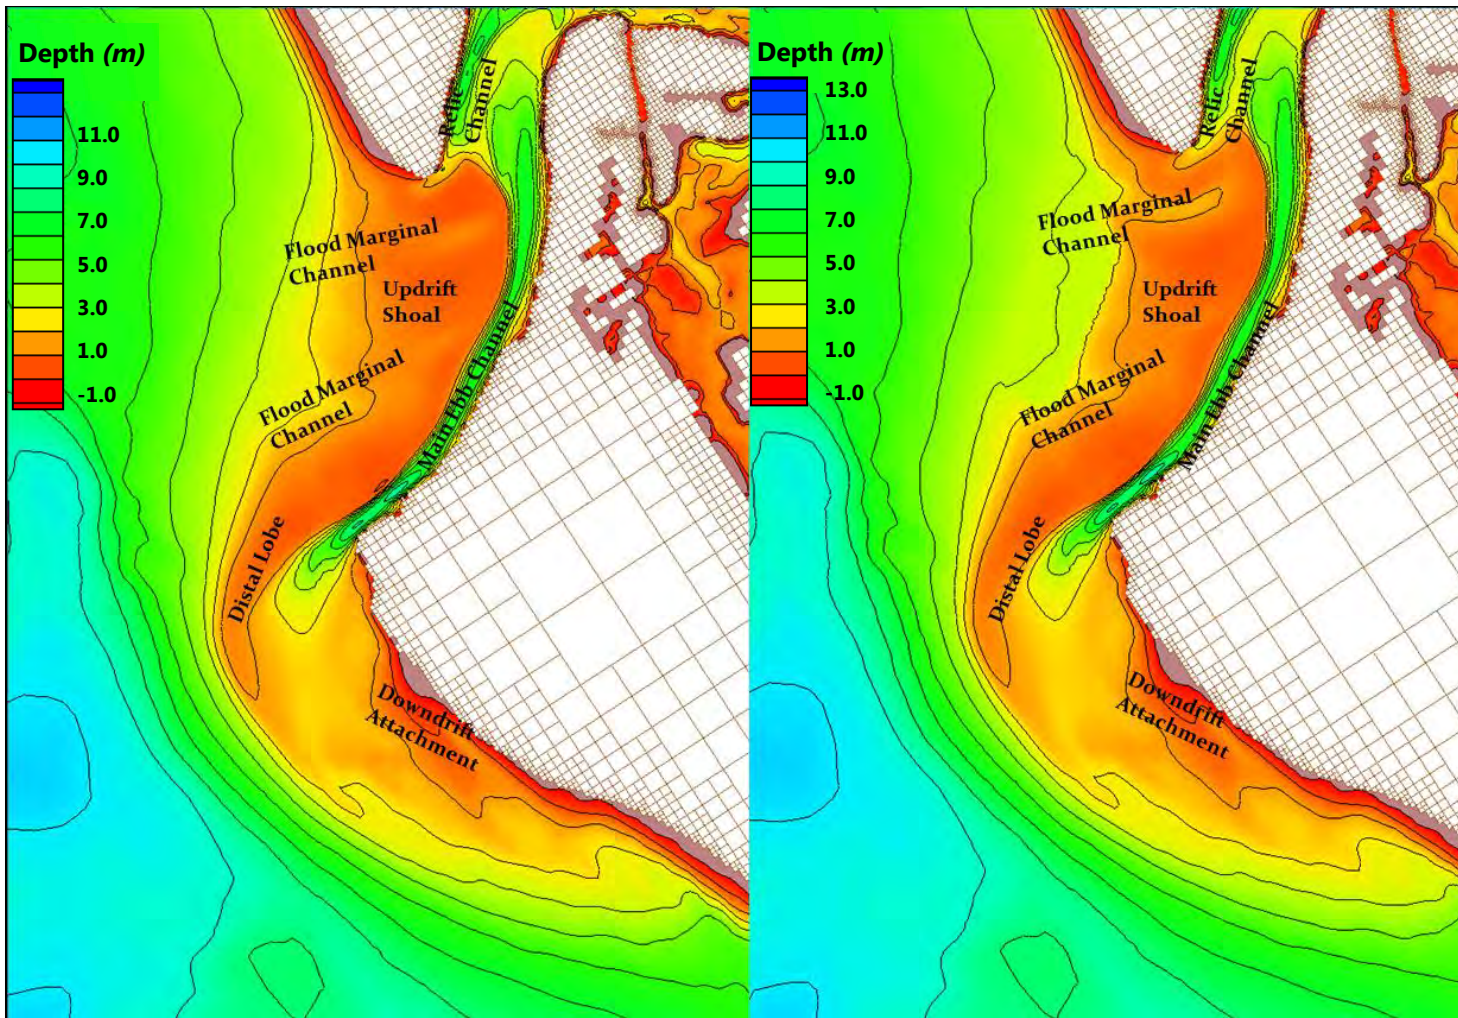 Depth (m)
11.0
9.0
7.0
5.0
3.0
1.0
-1.0
Relic
Channel
Flood Marginal
Channel
Updrift
Shoal
Flood Marginal
Channel
Main Ebb Channel
Distal Lobe
Downdrift
Attachment
Depth (m)
13.0
11.0
9.0
7.0
5.0
3.0
1.0
-1.0
Relic
Channel
Flood Marginal
Channel
Updrift
Shoal
Flood Marginal
Channel
Main Ebb Channel
Distal Lobe
Downdrift
Attachment